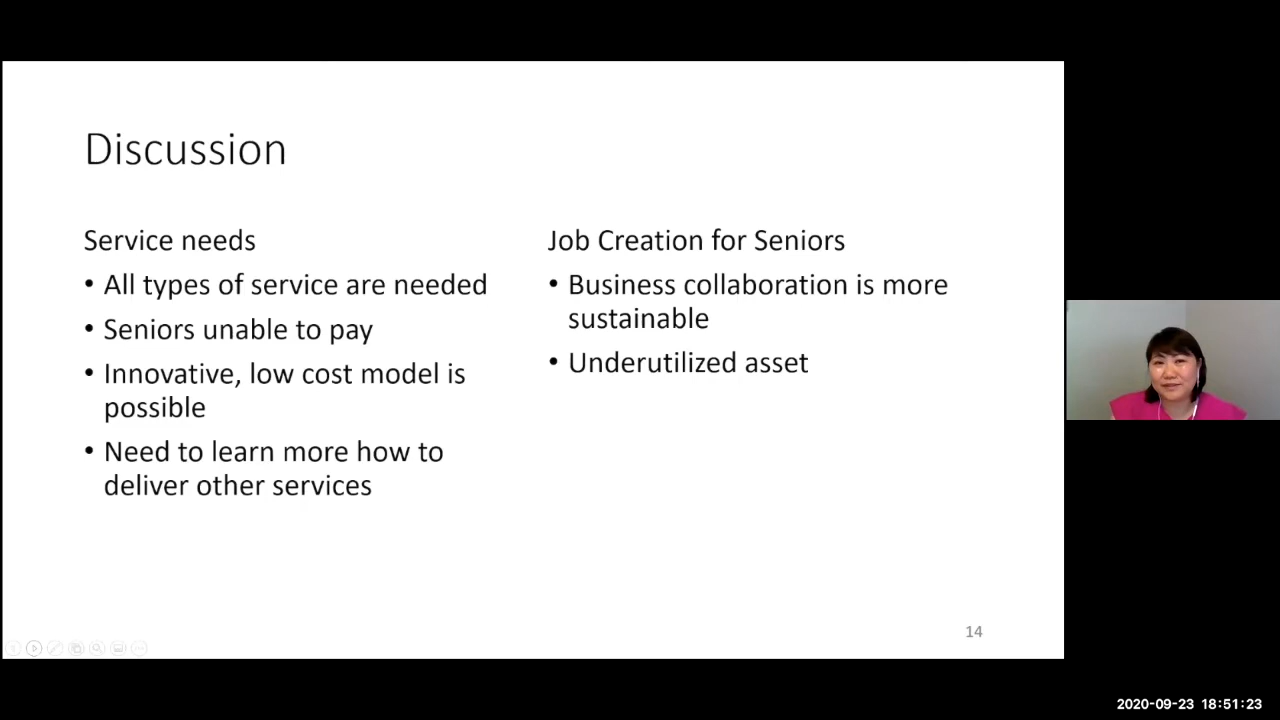 Discussion
Service needs
• All types of service are needed
• Seniors unable to pay
• Innovative, low cost model is
possible
• Need to learn more how to
deliver other services
Job Creation for Seniors
• Business collaboration is more
sustainable
• Underutilized asset
14
2020-09-23 18:51:23